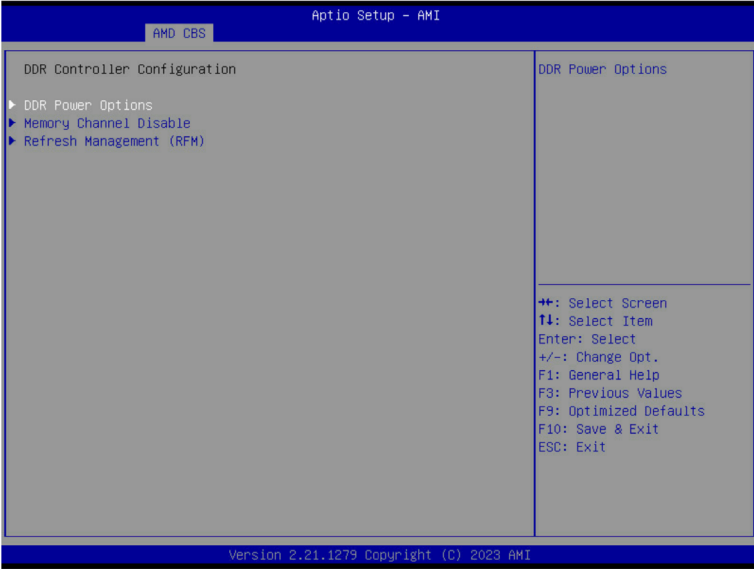 Aptio Setup – AMI
AMD CBS
DDR Controller Configuration
DDR Power Options
Memory Channel Disable
Refresh Management (RFM)
DDR Power Options
→←: Select Screen
↑↓: Select Item
Enter: Select
+/-: Change Opt.
F1: General Help
F3: Previous Values
F9: Optimized Defaults
F10: Save & Exit
ESC: Exit
Version 2.21.1279 Copyright (C) 2023 AMI